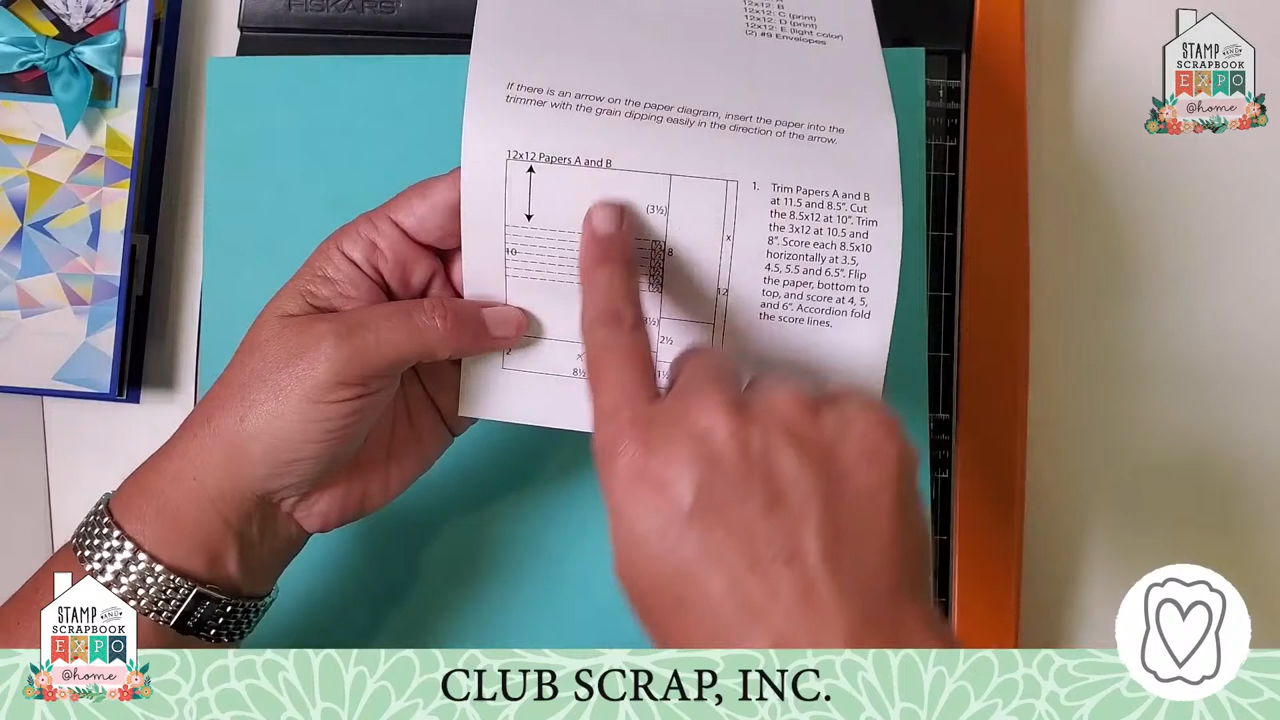 FISKARS
12x12: B
12x12: C (print)
12x12: D (print)
12x12: E (light color)
(2) #9 Envelopes
If there is an arrow on the paper diagram, insert the paper into the
trimmer with the grain dipping easily in the direction of the arrow.
12x12 Papers A and B
(3½)
x
10
8
12
2½
2
8½
1. Trim Papers A and B
at 11.5 and 8.5". Cut
the 8.5x12 at 10". Trim
the 3x12 at 10.5 and
8". Score each 8.5x10
horizontally at 3.5,
4.5, 5.5 and 6.5". Flip
the paper, bottom to
top, and score at 4, 5,
and 6". Accordion fold
the score lines.
STAMP AND
SCRAPBOOK
EXPO
@home
STAMP AND
SCRAPBOOK
EXPO
@home
CLUB SCRAP, INC.